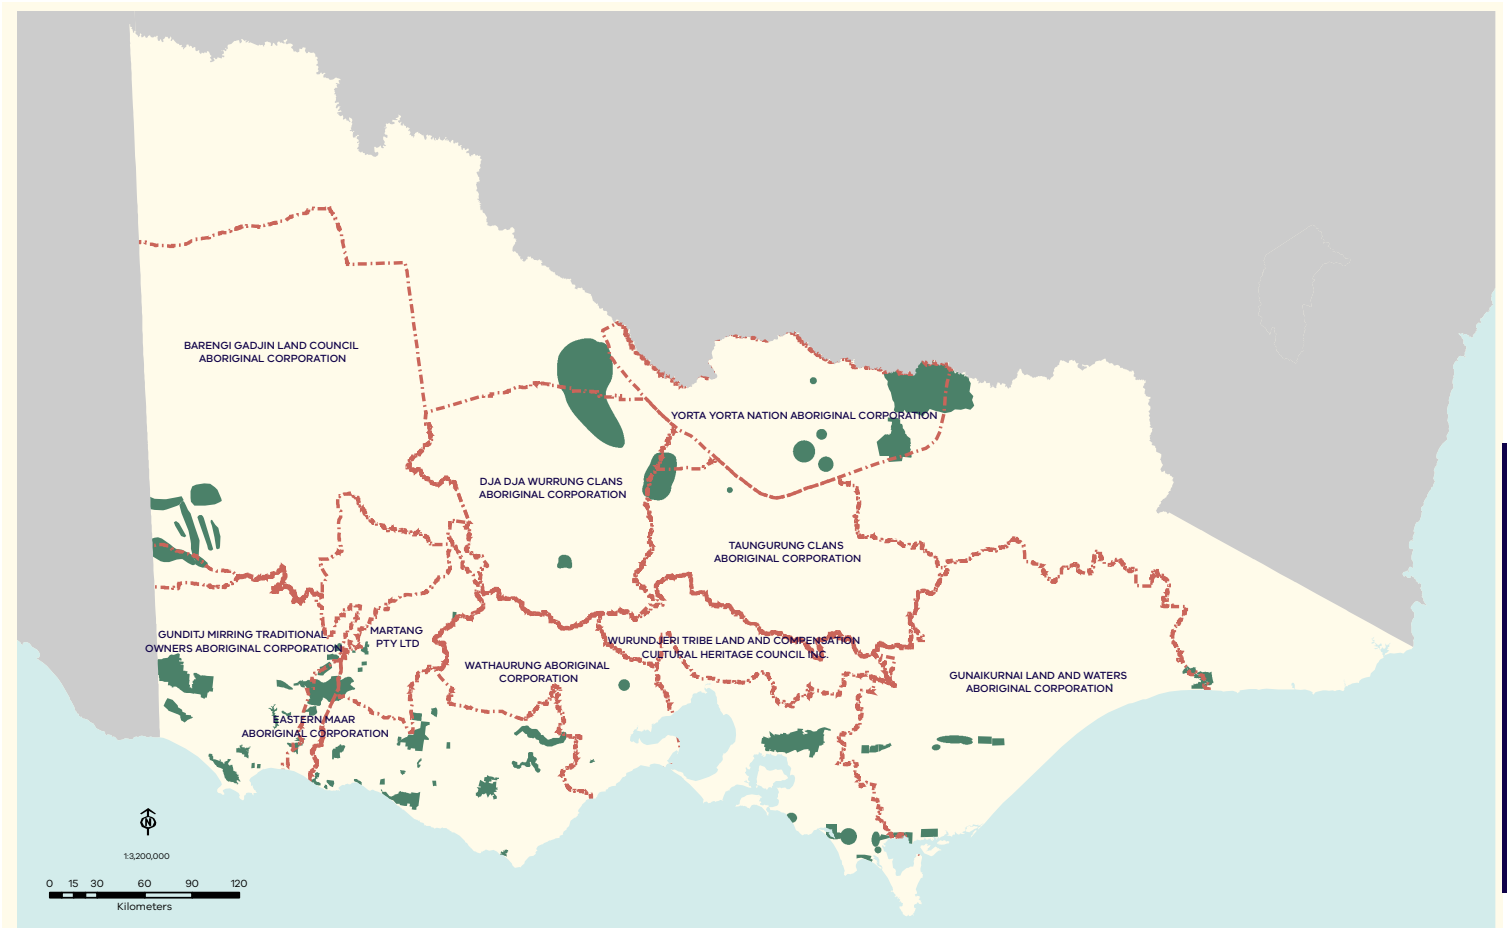 BARENGI GADJIN LAND COUNCIL
ABORIGINAL CORPORATION
YORTA YORTA NATION ABORIGINAL CORPORATION
DJA DJA WURRUNG CLANS
ABORIGINAL CORPORATION
TAUNGURUNG CLANS
ABORIGINAL CORPORATION
GUNDITJ MIRRING TRADITIONAL
OWNERS ABORIGINAL CORPORATION
MARTANG
PTY LTD
WATHAURUNG ABORIGINAL
CORPORATION
WURUNDJERI TRIBE LAND AND COMPENSATION
CULTURAL HERITAGE COUNCIL INC.
GUNAIKURNAI LAND AND WATERS
ABORIGINAL CORPORATION
EASTERN MAAR
ABORIGINAL CORPORATION
N
1:3,200,000
0 15 30 60 90 120
Kilometers